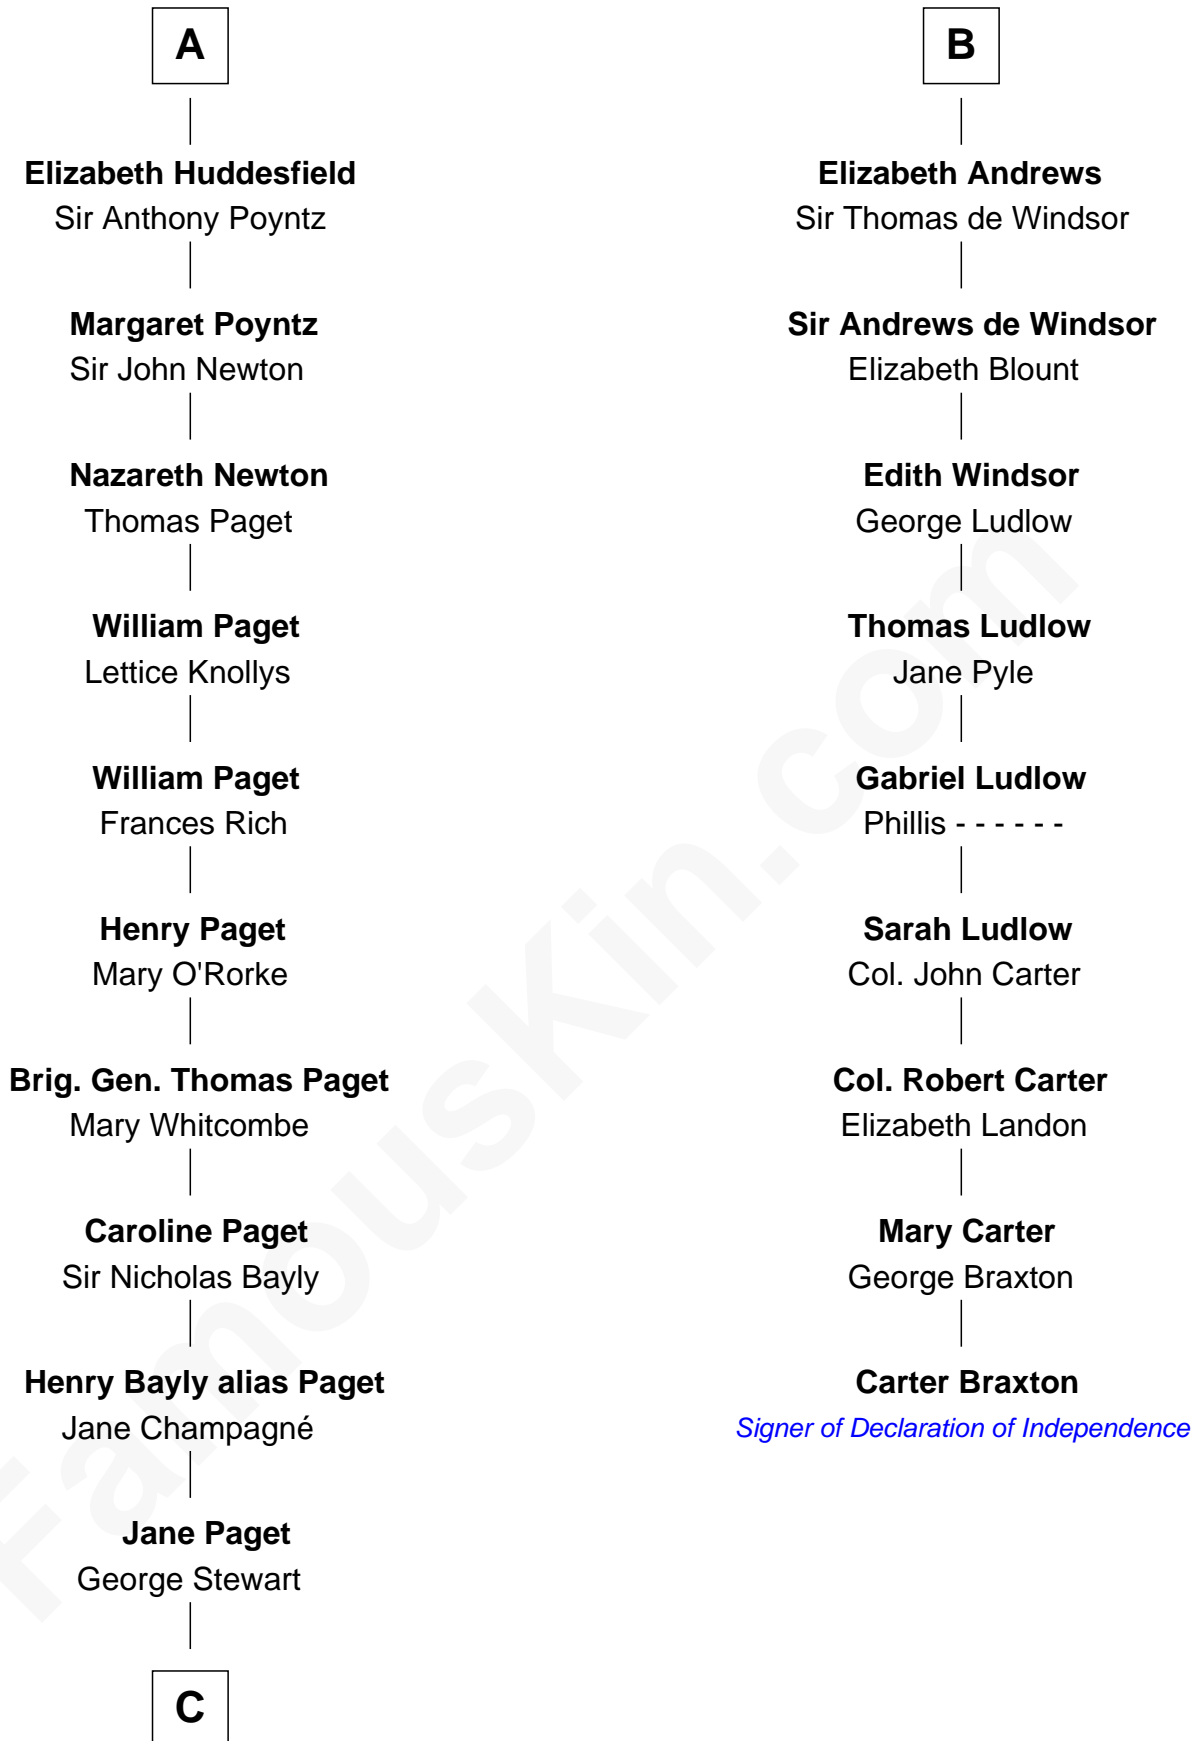 A
Elizabeth Huddesfield
Sir Anthony Poyntz
Margaret Poyntz
Sir John Newton
Nazareth Newton
Thomas Paget
William Paget
Lettice Knollys
William Paget
Frances Rich
Henry Paget
Mary O'Rorke
Brig. Gen. Thomas Paget
Mary Whitcombe
Caroline Paget
Sir Nicholas Bayly
Henry Bayly alias Paget
Jane Champagné
Jane Paget
George Stewart
C
B
Elizabeth Andrews
Sir Thomas de Windsor
Sir Andrews de Windsor
Elizabeth Blount
Edith Windsor
George Ludlow
Thomas Ludlow
Jane Pyle
Gabriel Ludlow
Phillis - - - - - -
Sarah Ludlow
Col. John Carter
Col. Robert Carter
Elizabeth Landon
Mary Carter
George Braxton
Carter Braxton
Signer of Declaration of Independence
FamousKin.com